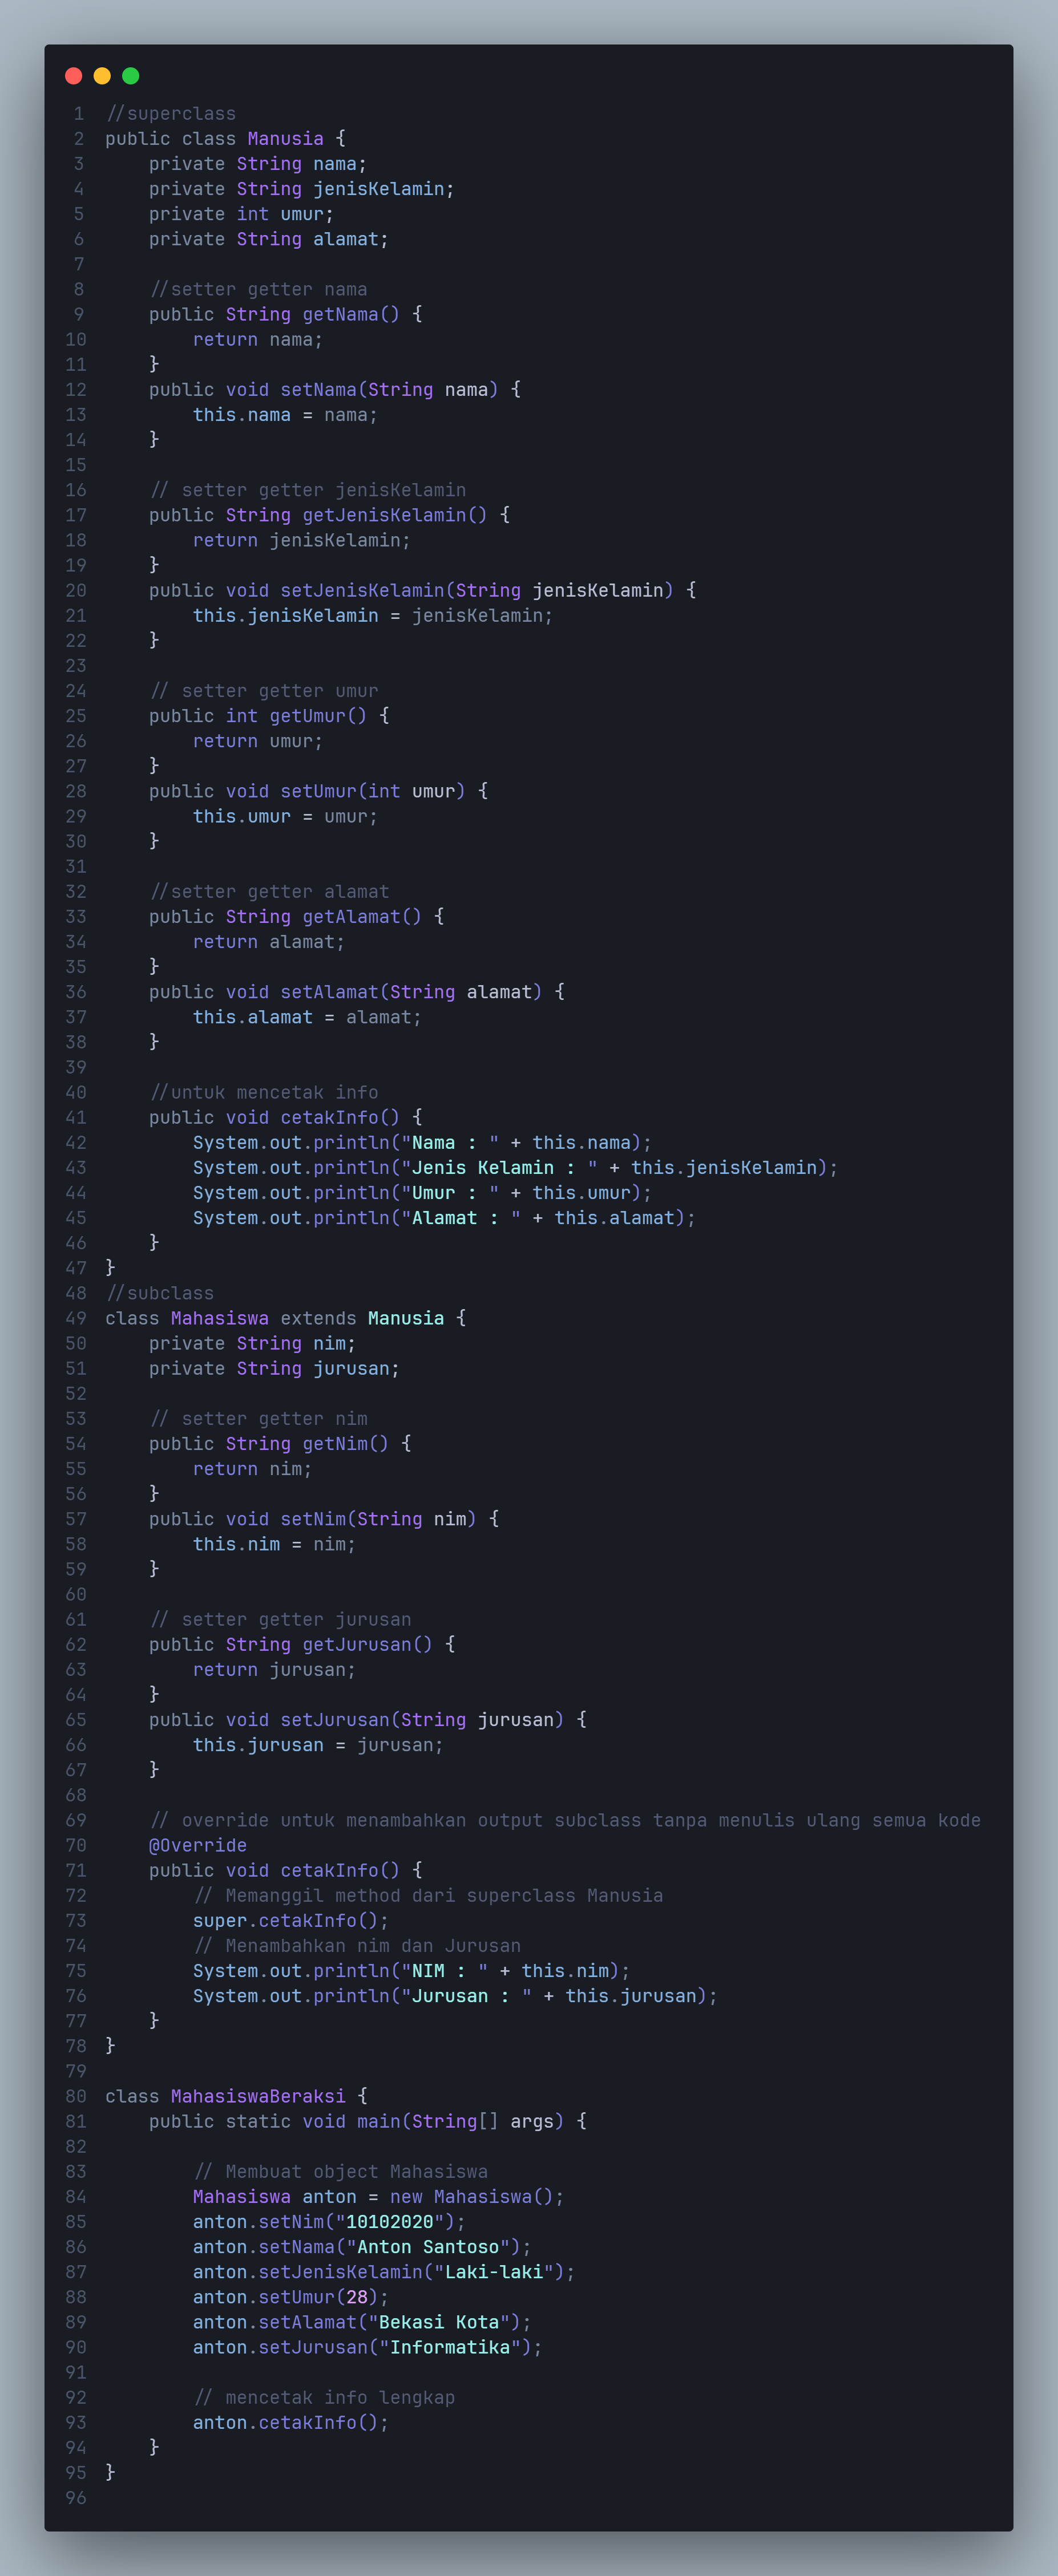 1 //superclass
2 public class Manusia {
3     private String nama;
4     private String jenisKelamin;
5     private int umur;
6     private String alamat;
7
8     //setter getter nama
9     public String getNama() {
10         return nama;
11     }
12     public void setNama(String nama) {
13         this.nama = nama;
14     }
15
16     // setter getter jenisKelamin
17     public String getJenisKelamin() {
18         return jenisKelamin;
19     }
20     public void setJenisKelamin(String jenisKelamin) {
21         this.jenisKelamin = jenisKelamin;
22     }
23
24     // setter getter umur
25     public int getUmur() {
26         return umur;
27     }
28     public void setUmur(int umur) {
29         this.umur = umur;
30     }
31
32     //setter getter alamat
33     public String getAlamat() {
34         return alamat;
35     }
36     public void setAlamat(String alamat) {
37         this.alamat = alamat;
38     }
39
40     //untuk mencetak info
41     public void cetakInfo() {
42         System.out.println("Nama : " + this.nama);
43         System.out.println("Jenis Kelamin : " + this.jenisKelamin);
44         System.out.println("Umur : " + this.umur);
45         System.out.println("Alamat : " + this.alamat);
46     }
47 }
48 //subclass
49 class Mahasiswa extends Manusia {
50     private String nim;
51     private String jurusan;
52
53     // setter getter nim
54     public String getNim() {
55         return nim;
56     }
57     public void setNim(String nim) {
58         this.nim = nim;
59     }
60
61     // setter getter jurusan
62     public String getJurusan() {
63         return jurusan;
64     }
65     public void setJurusan(String jurusan) {
66         this.jurusan = jurusan;
67     }
68
69     // override untuk menambahkan output subclass tanpa menulis ulang semua kode
70     @Override
71     public void cetakInfo() {
72         // Memanggil method dari superclass Manusia
73         super.cetakInfo();
74         // Menambahkan nim dan Jurusan
75         System.out.println("NIM : " + this.nim);
76         System.out.println("Jurusan : " + this.jurusan);
77     }
78 }
79
80 class MahasiswaBeraksi {
81     public static void main(String[] args) {
82
83         // Membuat object Mahasiswa
84         Mahasiswa anton = new Mahasiswa();
85         anton.setNim("10102020");
86         anton.setNama("Anton Santoso");
87         anton.setJenisKelamin("Laki-laki");
88         anton.setUmur(28);
89         anton.setAlamat("Bekasi Kota");
90         anton.setJurusan("Informatika");
91
92         // mencetak info lengkap
93         anton.cetakInfo();
94     }
95 }
96